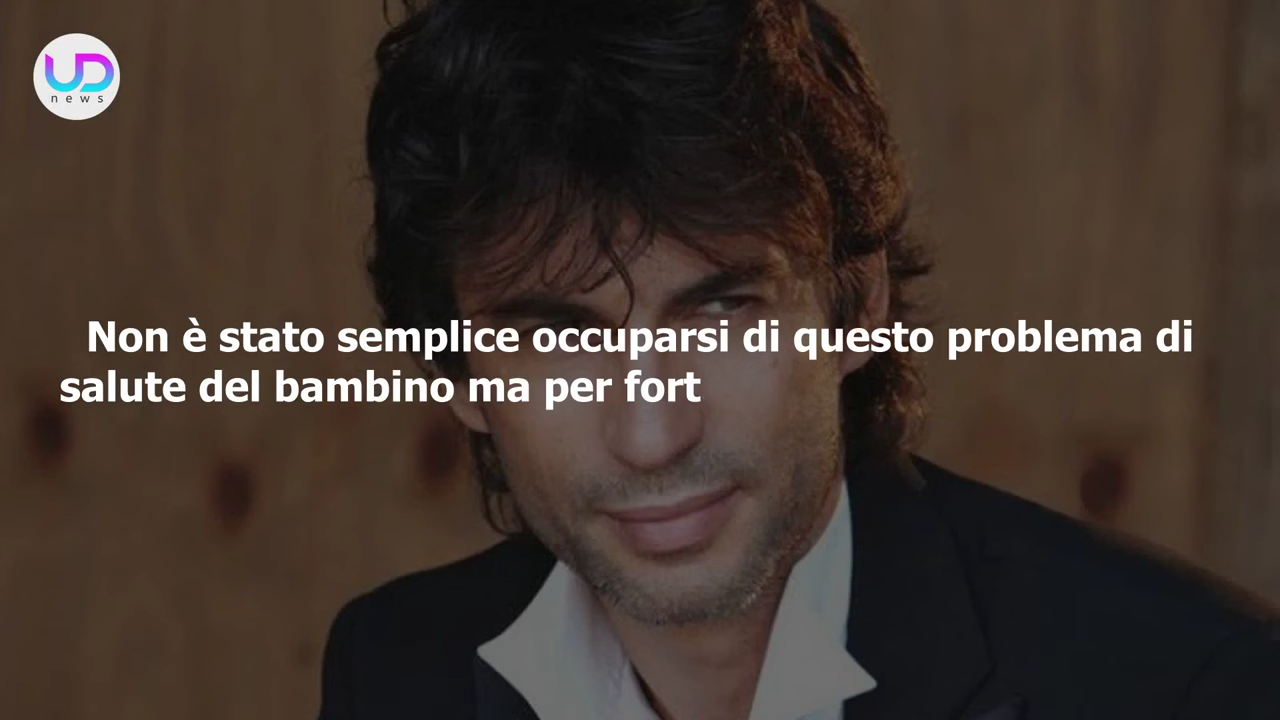 UD
news
Non è stato semplice occuparsi di questo problema di
salute del bambino ma per fort